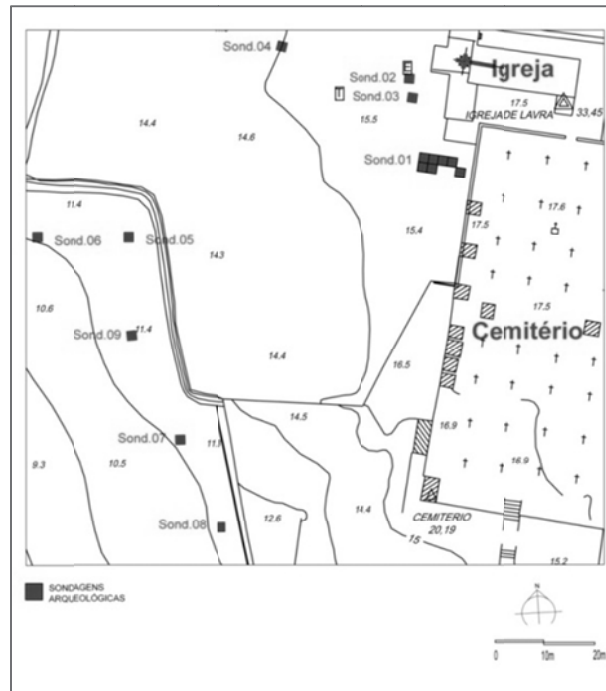 Sond.04
Sond.02
E
Igreja
T
Sond.03
17.5
33,45
IGREJA DE LAVRA
14.4
14.6
15.5
Sond.01
11.4
17.6
17.5
Sond.06
Sond.05
15.4
14.3
10.6
17.5
Sond.09
11.4
Cemitério
14.4
16.5
14.5
Sond.07
16.9
9.3
10.5
16.9
12.6
14.4
CEMITERIO
20,19
Sond.08
15
15.2
SONDAGENS
ARQUEOLÓGICAS
N
0 10m 20m